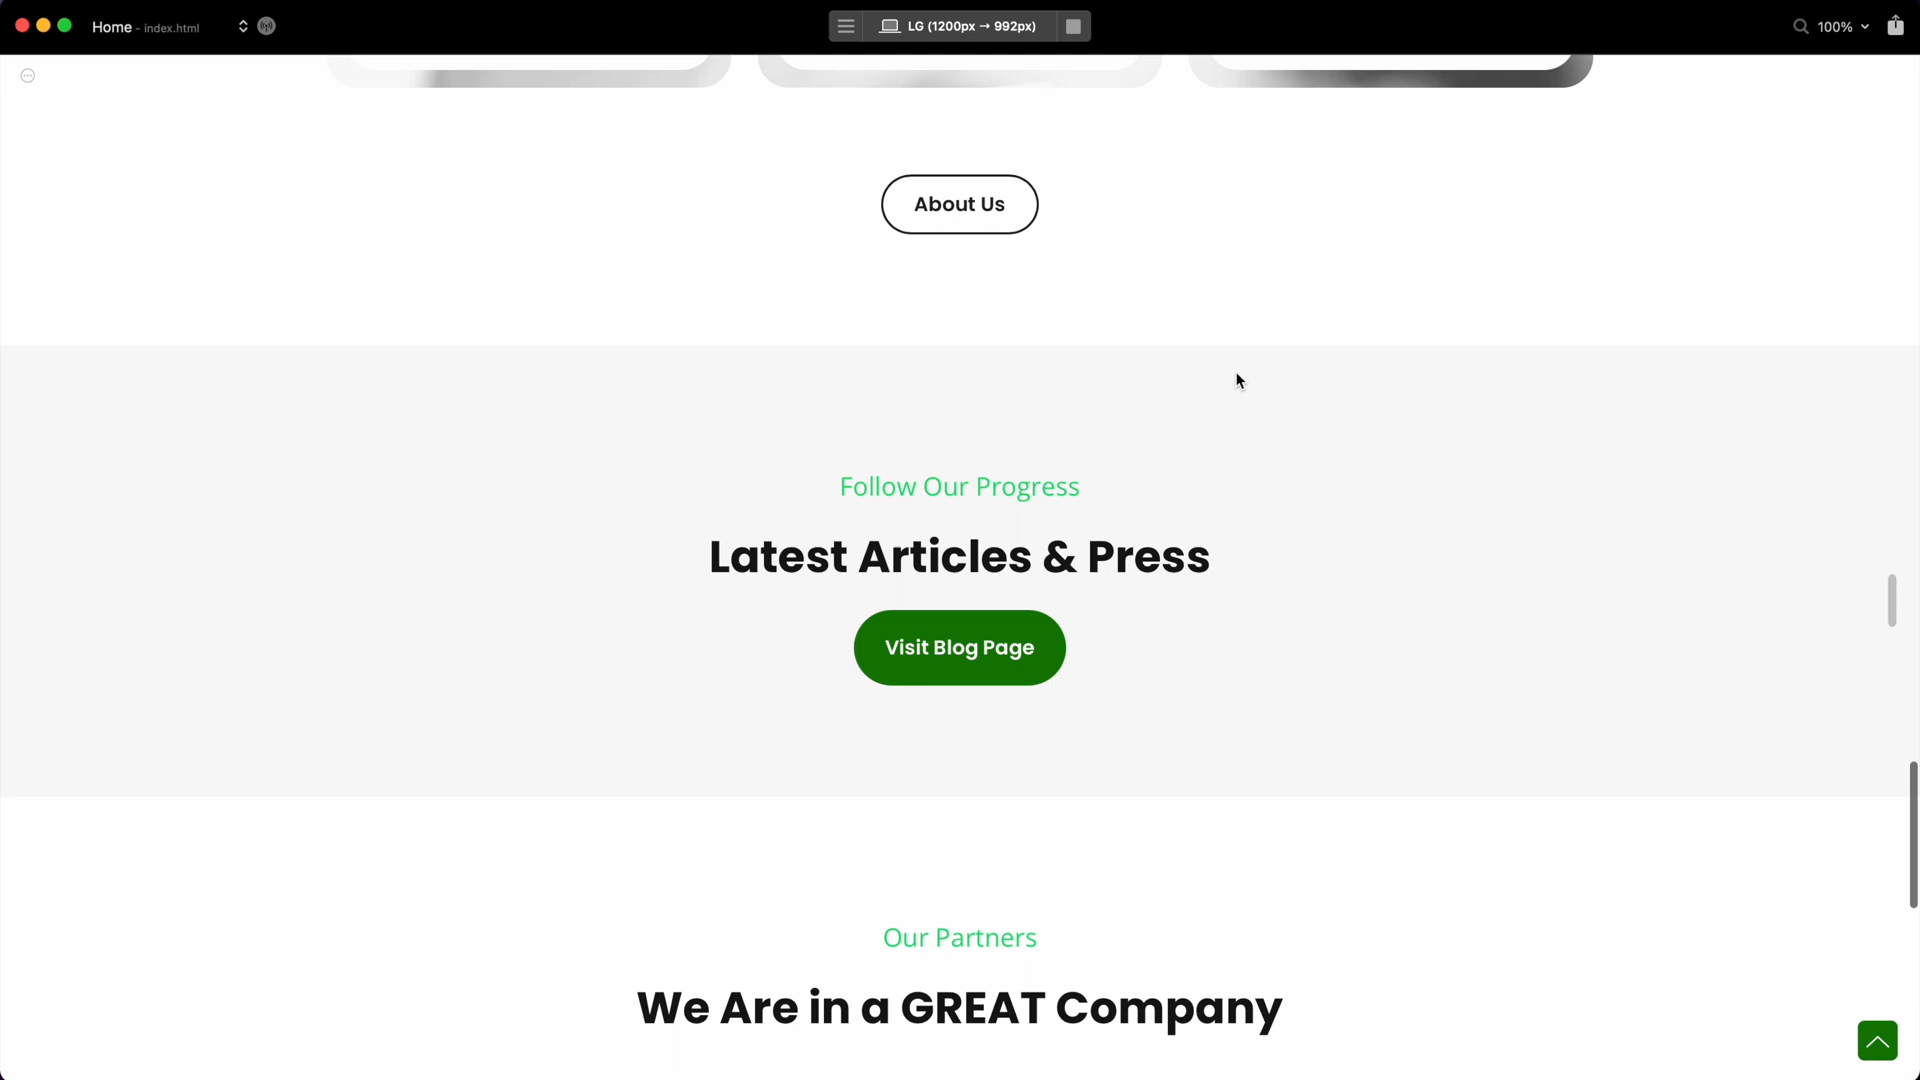 Home - index.html
LG (1200px → 992px)
100%
About Us
Follow Our Progress
Latest Articles & Press
Visit Blog Page
Our Partners
We Are in a GREAT Company